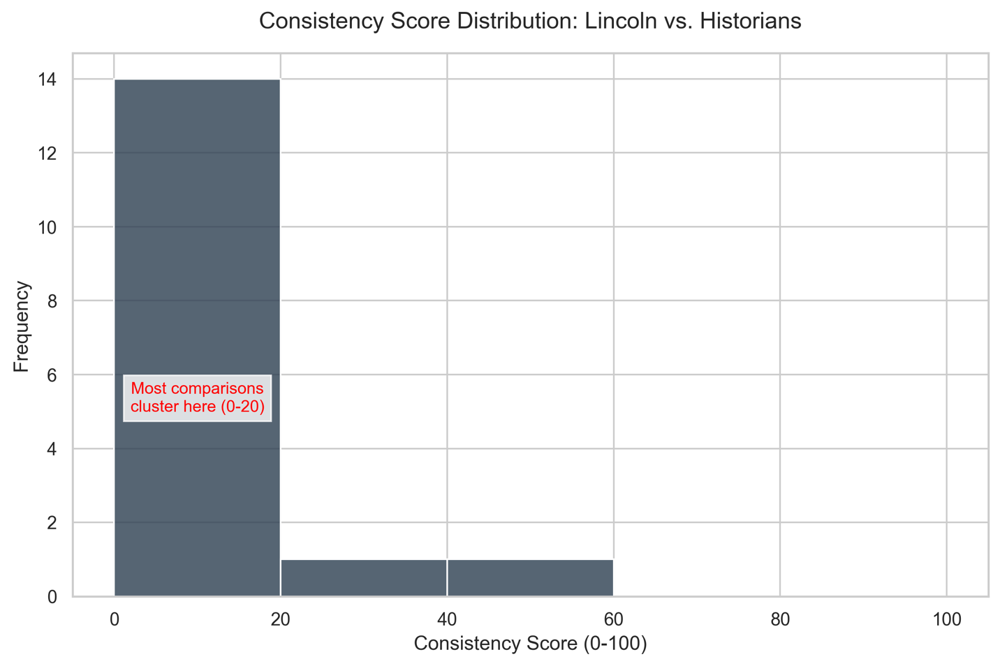 Consistency Score Distribution: Lincoln vs. Historians
14
12
10
8
6
4
2
0
Frequency
Most comparisons
cluster here (0-20)
0 20 40 60 80 100
Consistency Score (0-100)